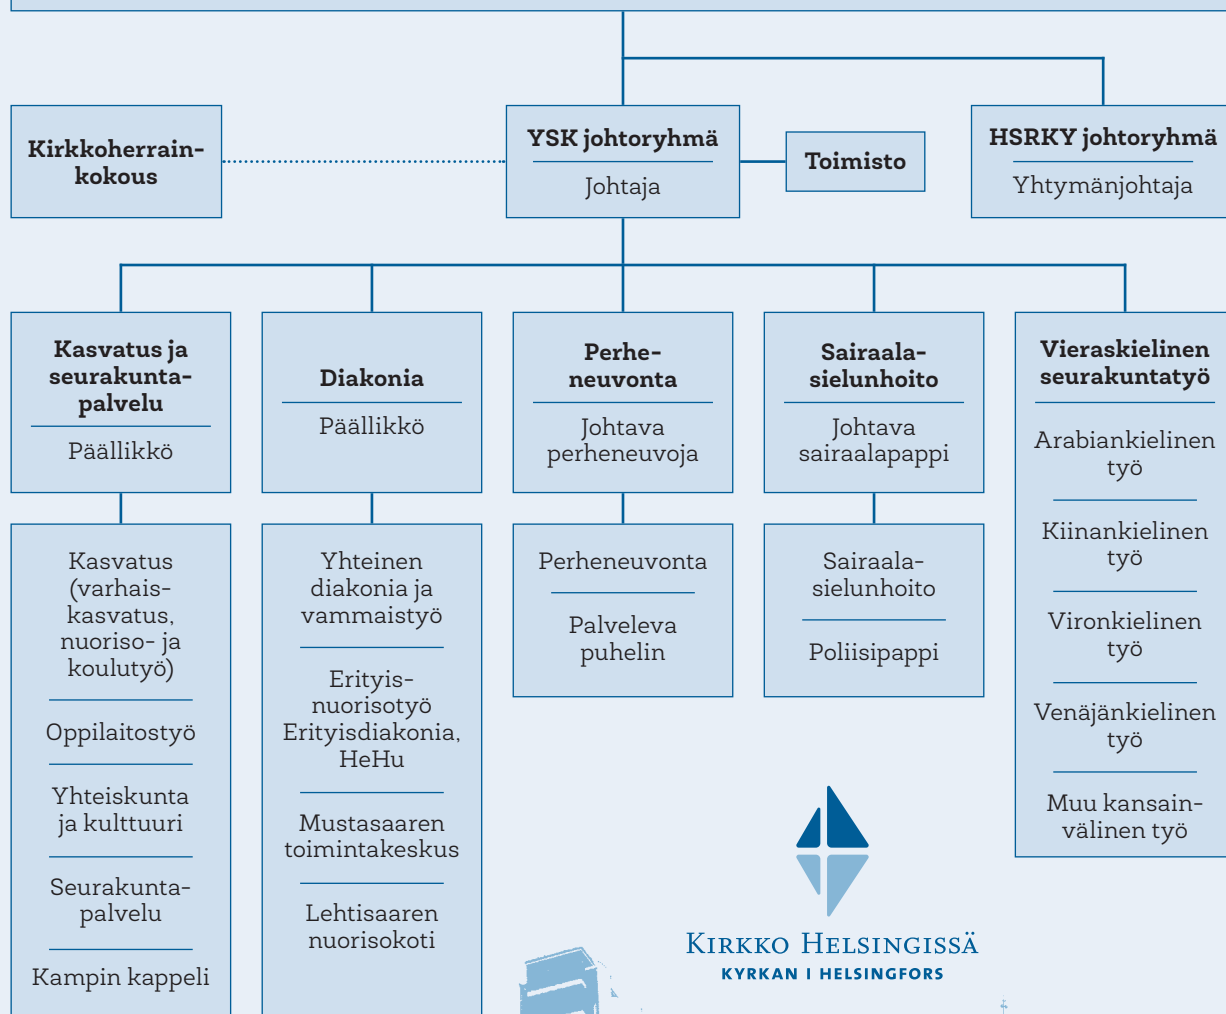 Kirkkoherrain-
kokous
YSK johtoryhmä
Johtaja
Toimisto
HSRKY johtoryhmä
Yhtymänjohtaja
Kasvatus ja
seurakunta-
palvelu
Päällikkö
Diakonia
Päällikkö
Perhe-
neuvonta
Johtava
perheneuvoja
Sairaala-
sielunhoito
Johtava
sairaalapappi
Vieraskielinen
seurakuntatyö
Arabiankielinen
työ
Kiinankielinen
työ
Vironkielinen
työ
Venäjänkielinen
työ
Muu kansain-
välinen työ
Kasvatus
(varhais-
kasvatus,
nuoriso- ja
koulutyö)
Oppilaitostyö
Yhteiskunta
ja kulttuuri
Seurakunta-
palvelu
Kampin kappeli
Yhteinen
diakonia ja
vammaistyö
Erityis-
nuorisotyö
Erityisdiakonia,
HeHu
Mustasaaren
toimintakeskus
Lehtisaaren
nuorisokoti
Perheneuvonta
Palveleva
puhelin
Sairaala-
sielunhoito
Poliisipappi
Kirkko Helsingissä
KYRKAN I HELSINGFORS